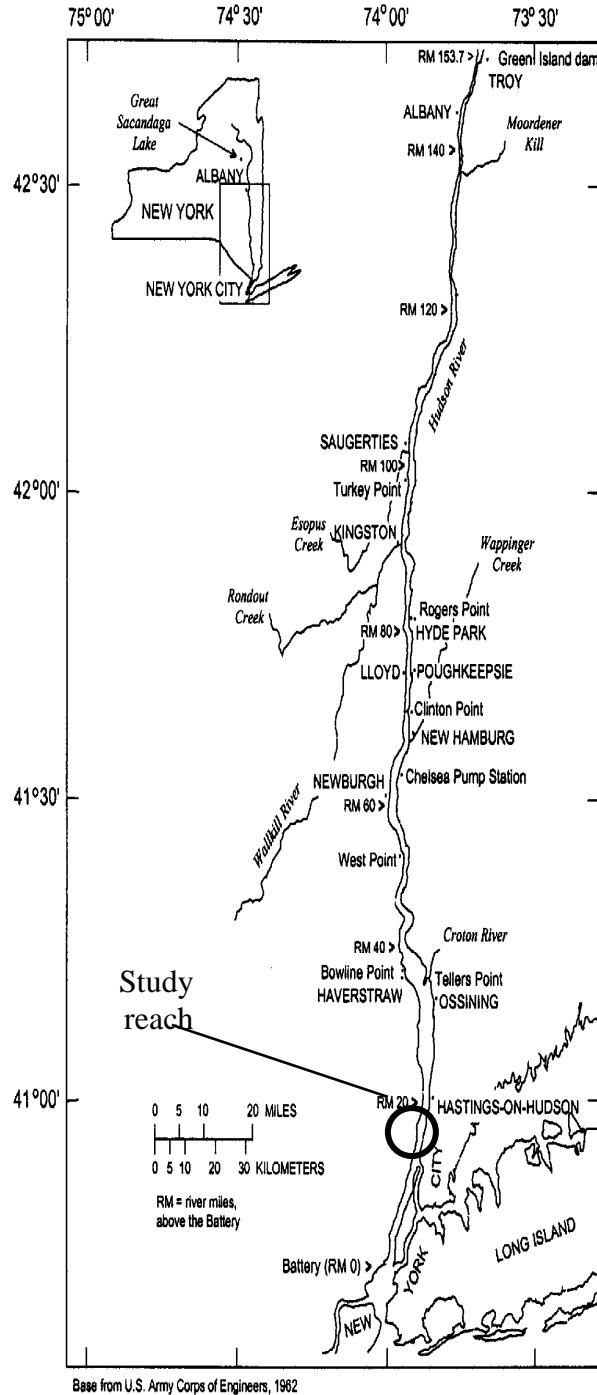 75°00'
74°30'
74°00'
73°30'
RM 153.7
Green Island dam
TROY
ALBANY
Moordener
Kill
RM 140
Great
Sacandaga
Lake
ALBANY
42°30'
NEW YORK
NEW YORK CITY
RM 120
Hudson River
SAUGERTIES
RM 100
Turkey Point
42°00'
Esopus
Creek
KINGSTON
Wappinger
Creek
Rondout
Creek
Rogers Point
RM 80
HYDE PARK
LLOYD
POUGHKEEPSIE
Clinton Point
NEW HAMBURG
Chelsea Pump Station
NEWBURGH
41°30'
RM 60
Wallkill River
West Point
Croton River
RM 40
Bowline Point
Tellers Point
HAVERSTRAW
OSSINING
Study
reach
41°00'
RM 20
HASTINGS-ON-HUDSON
0 5 10 20 MILES
0 5 10 20 30 KILOMETERS
RM = river miles,
above the Battery
Battery (RM 0)
NEW
YORK
CITY
LONG ISLAND
Base from U.S. Army Corps of Engineers, 1962